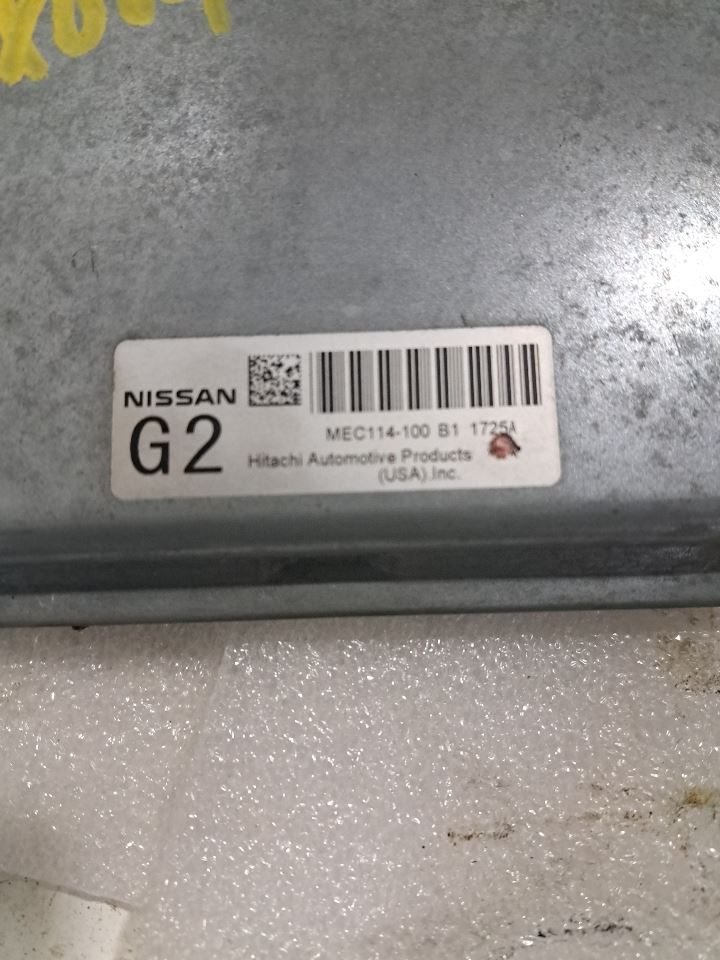 NISSAN
G2
MEC114-100 B1 1725A
Hitachi Automotive Products
(USA).Inc.